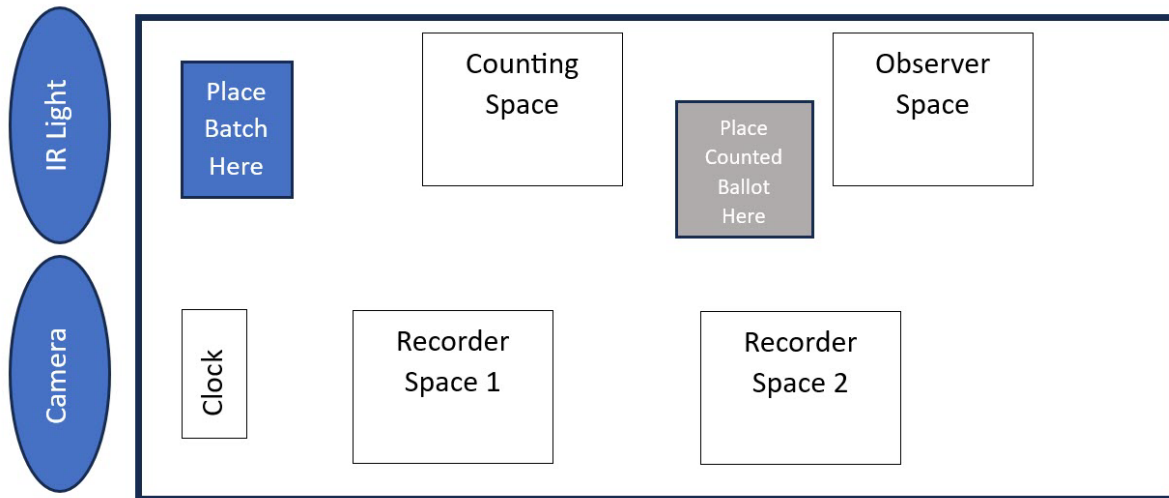 IR Light
Place
Batch
Here
Counting
Space
Place
Counted
Ballot
Here
Observer
Space
Camera
Clock
Recorder
Space 1
Recorder
Space 2